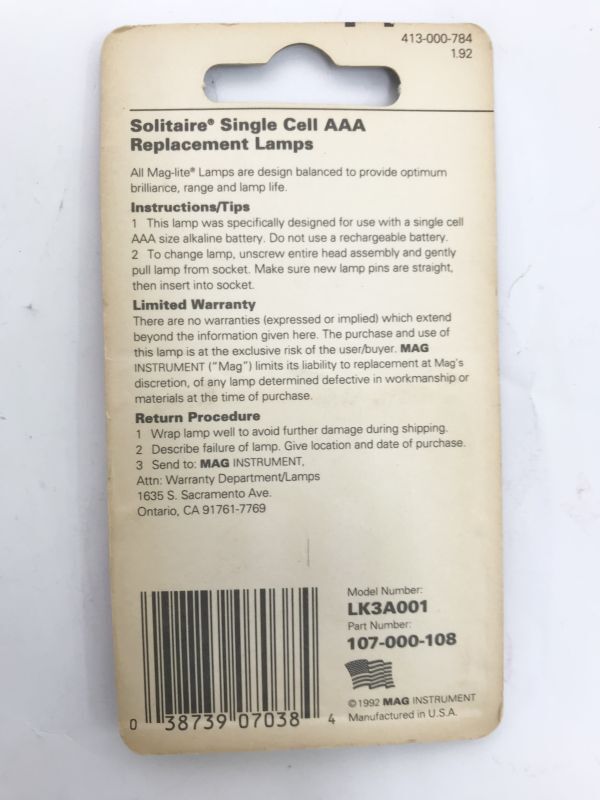 413-000-784
1.92
Solitaire® Single Cell AAA
Replacement Lamps
All Mag-lite® Lamps are design balanced to provide optimum
brilliance, range and lamp life.
Instructions/Tips
1 This lamp was specifically designed for use with a single cell
AAA size alkaline battery. Do not use a rechargeable battery.
2 To change lamp, unscrew entire head assembly and gently
pull lamp from socket. Make sure new lamp pins are straight,
then insert into socket.
Limited Warranty
There are no warranties (expressed or implied) which extend
beyond the information given here. The purchase and use of
this lamp is at the exclusive risk of the user/buyer. MAG
INSTRUMENT ("Mag") limits its liability to replacement at Mag's
discretion, of any lamp determined defective in workmanship or
materials at the time of purchase.
Return Procedure
1 Wrap lamp well to avoid further damage during shipping.
2 Describe failure of lamp. Give location and date of purchase.
3 Send to: MAG INSTRUMENT,
Attn: Warranty Department/Lamps
1635 S. Sacramento Ave.
Ontario, CA 91761-7769
Model Number:
LK3A001
Part Number:
107-000-108
©1992 MAG INSTRUMENT
Manufactured in U.S.A.
0 38739 07038 4